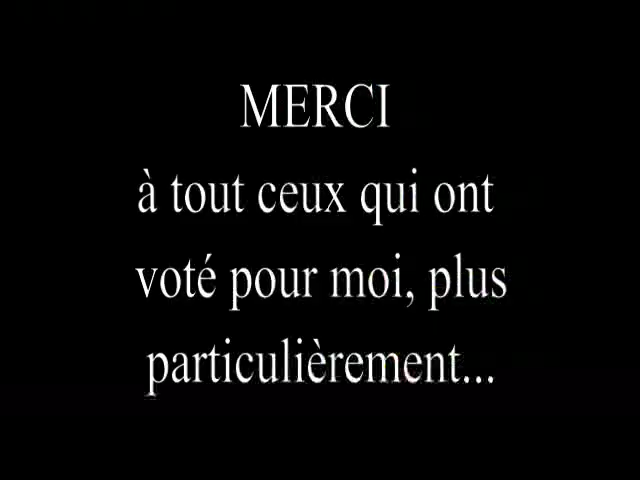 MERCI
à tout ceux qui ont
voté pour moi, plus
particulièrement...